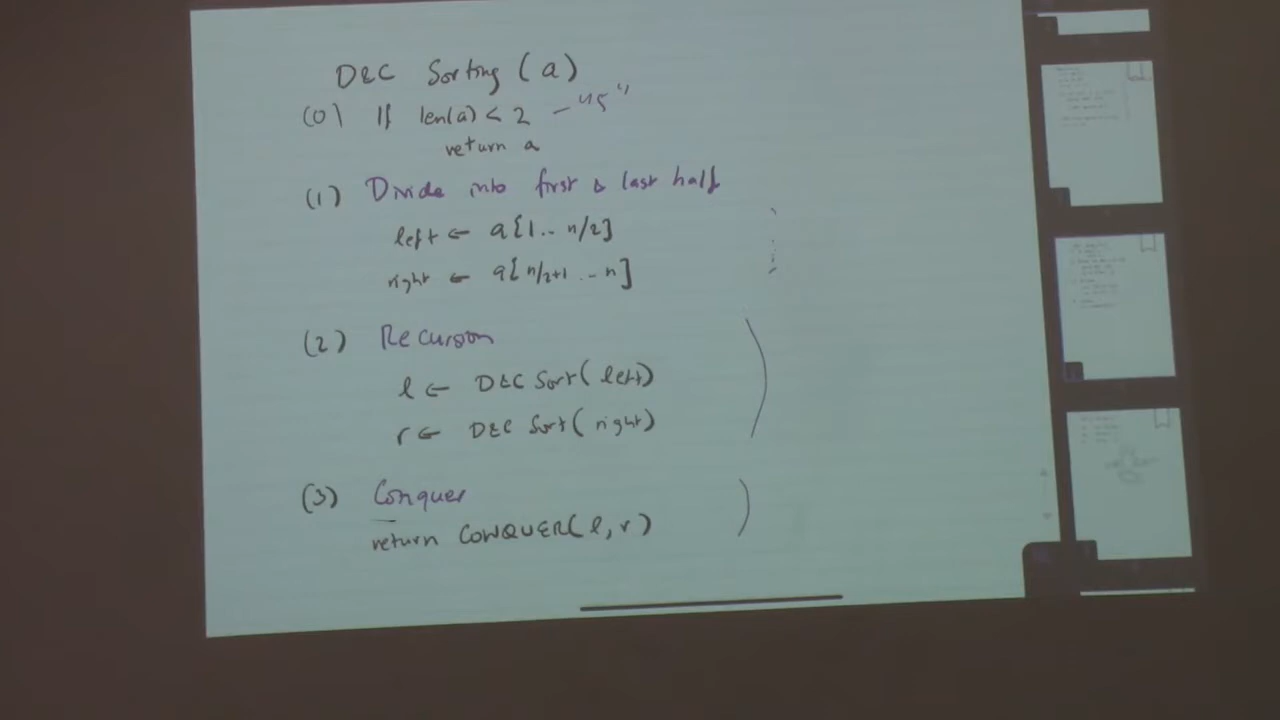 D&C Sorting (a)
(0) If len(a) < 2 - "5"
return a
(1) Divide into first & last half
left ← a[1.. n/2]
right ← a[n/2+1 .. n]
(2) Recursion
l ← D&C Sort(left)
r ← D&C Sort(right)
(3) Conquer
return CONQUER(l, r)